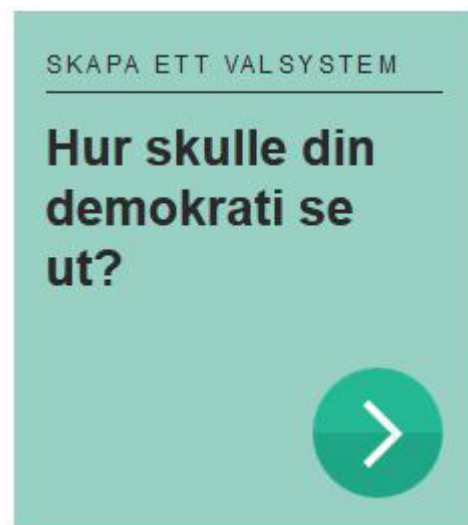 SKAPA ETT VALSYSTEM
Hur skulle din
demokrati se
ut?